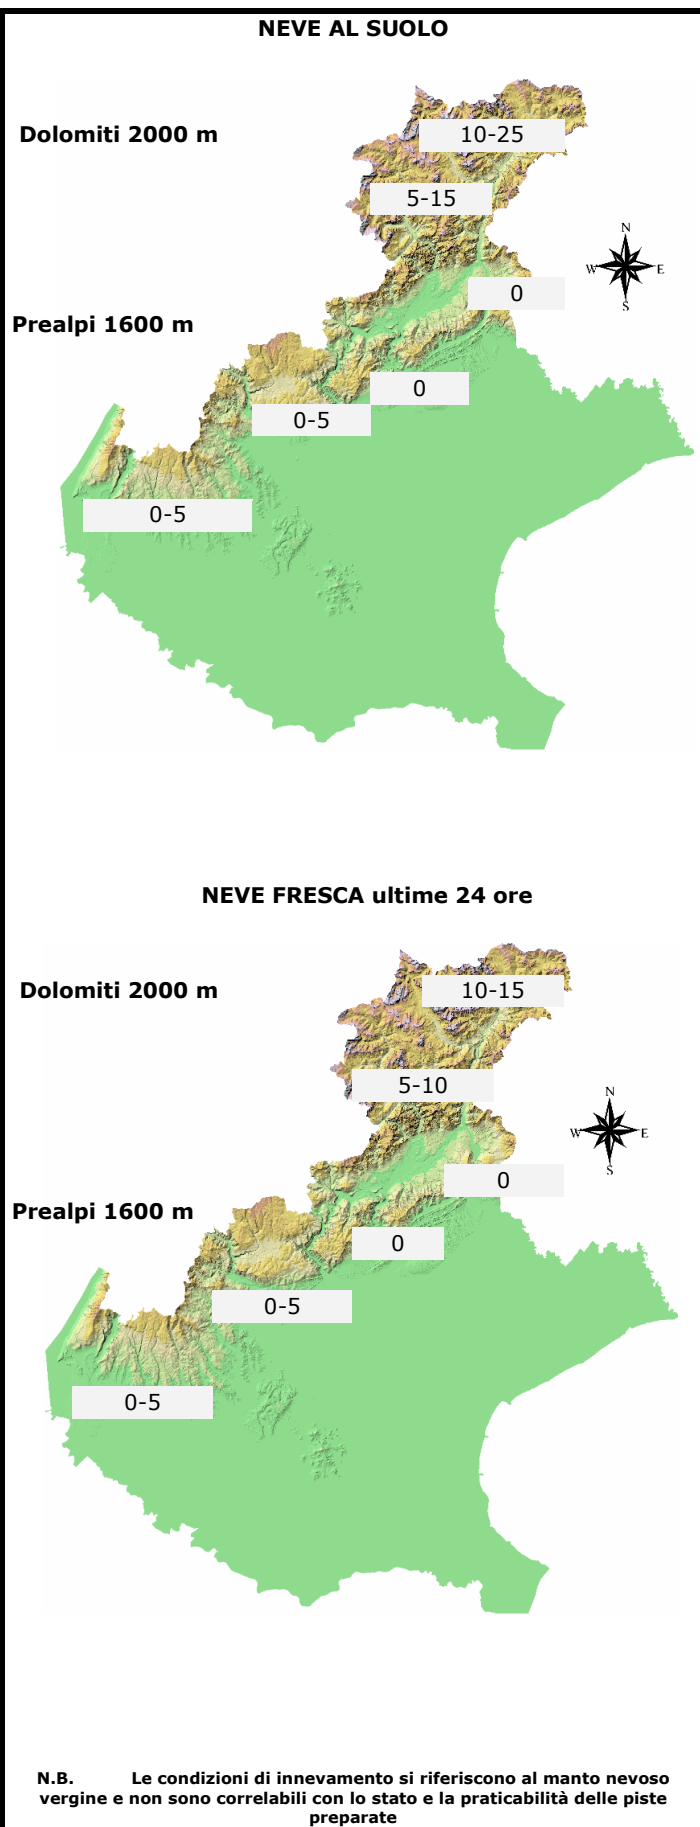 NEVE AL SUOLO
Dolomiti 2000 m
10-25
5-15
N
W
E
S
0
Prealpi 1600 m
0
0-5
0-5
NEVE FRESCA ultime 24 ore
Dolomiti 2000 m
10-15
5-10
N
W
E
S
0
Prealpi 1600 m
0
0-5
0-5
N.B. Le condizioni di innevamento si riferiscono al manto nevoso
vergine e non sono correlabili con lo stato e la praticabilità delle piste
preparate